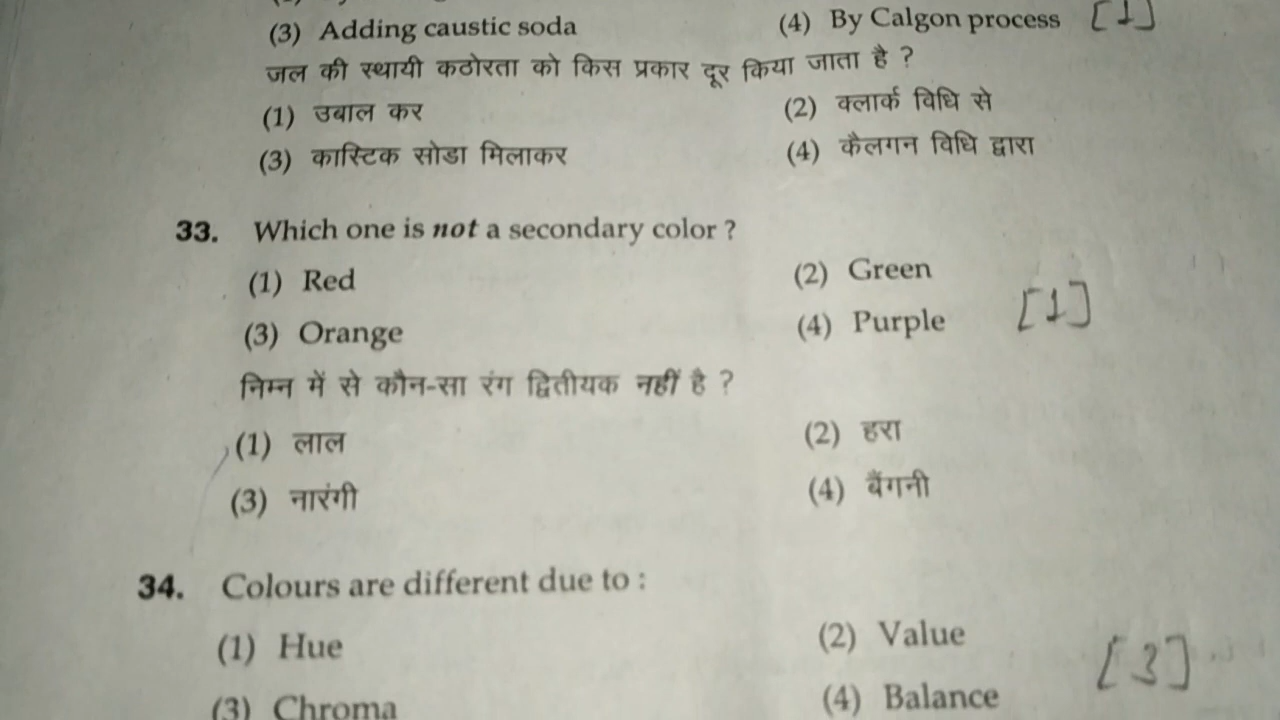 (3) Adding caustic soda (4) By Calgon process [1]
जल की स्थायी कठोरता को किस प्रकार दूर किया जाता है ?
(1) उबाल कर (2) क्लार्क विधि से
(3) कास्टिक सोडा मिलाकर (4) कैलगन विधि द्वारा
33. Which one is not a secondary color ?
(1) Red (2) Green
(3) Orange (4) Purple [1]
निम्न में से कौन-सा रंग द्वितीयक नहीं है ?
(1) लाल (2) हरा
(3) नारंगी (4) बैंगनी
34. Colours are different due to :
(1) Hue (2) Value [3]
(3) Chroma (4) Balance